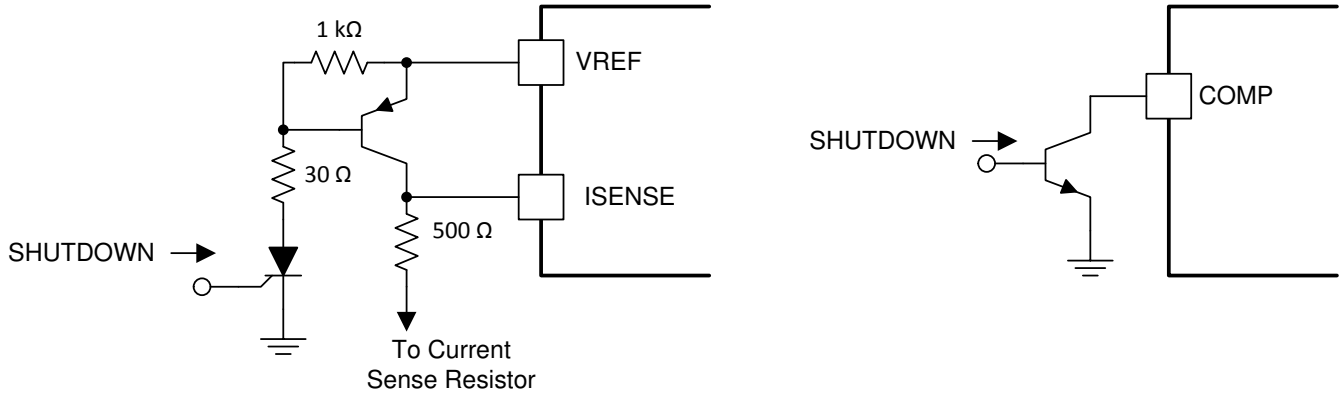 1 kΩ
VREF
30 Ω
ISENSE
500 Ω
SHUTDOWN
To Current
Sense Resistor
COMP
SHUTDOWN